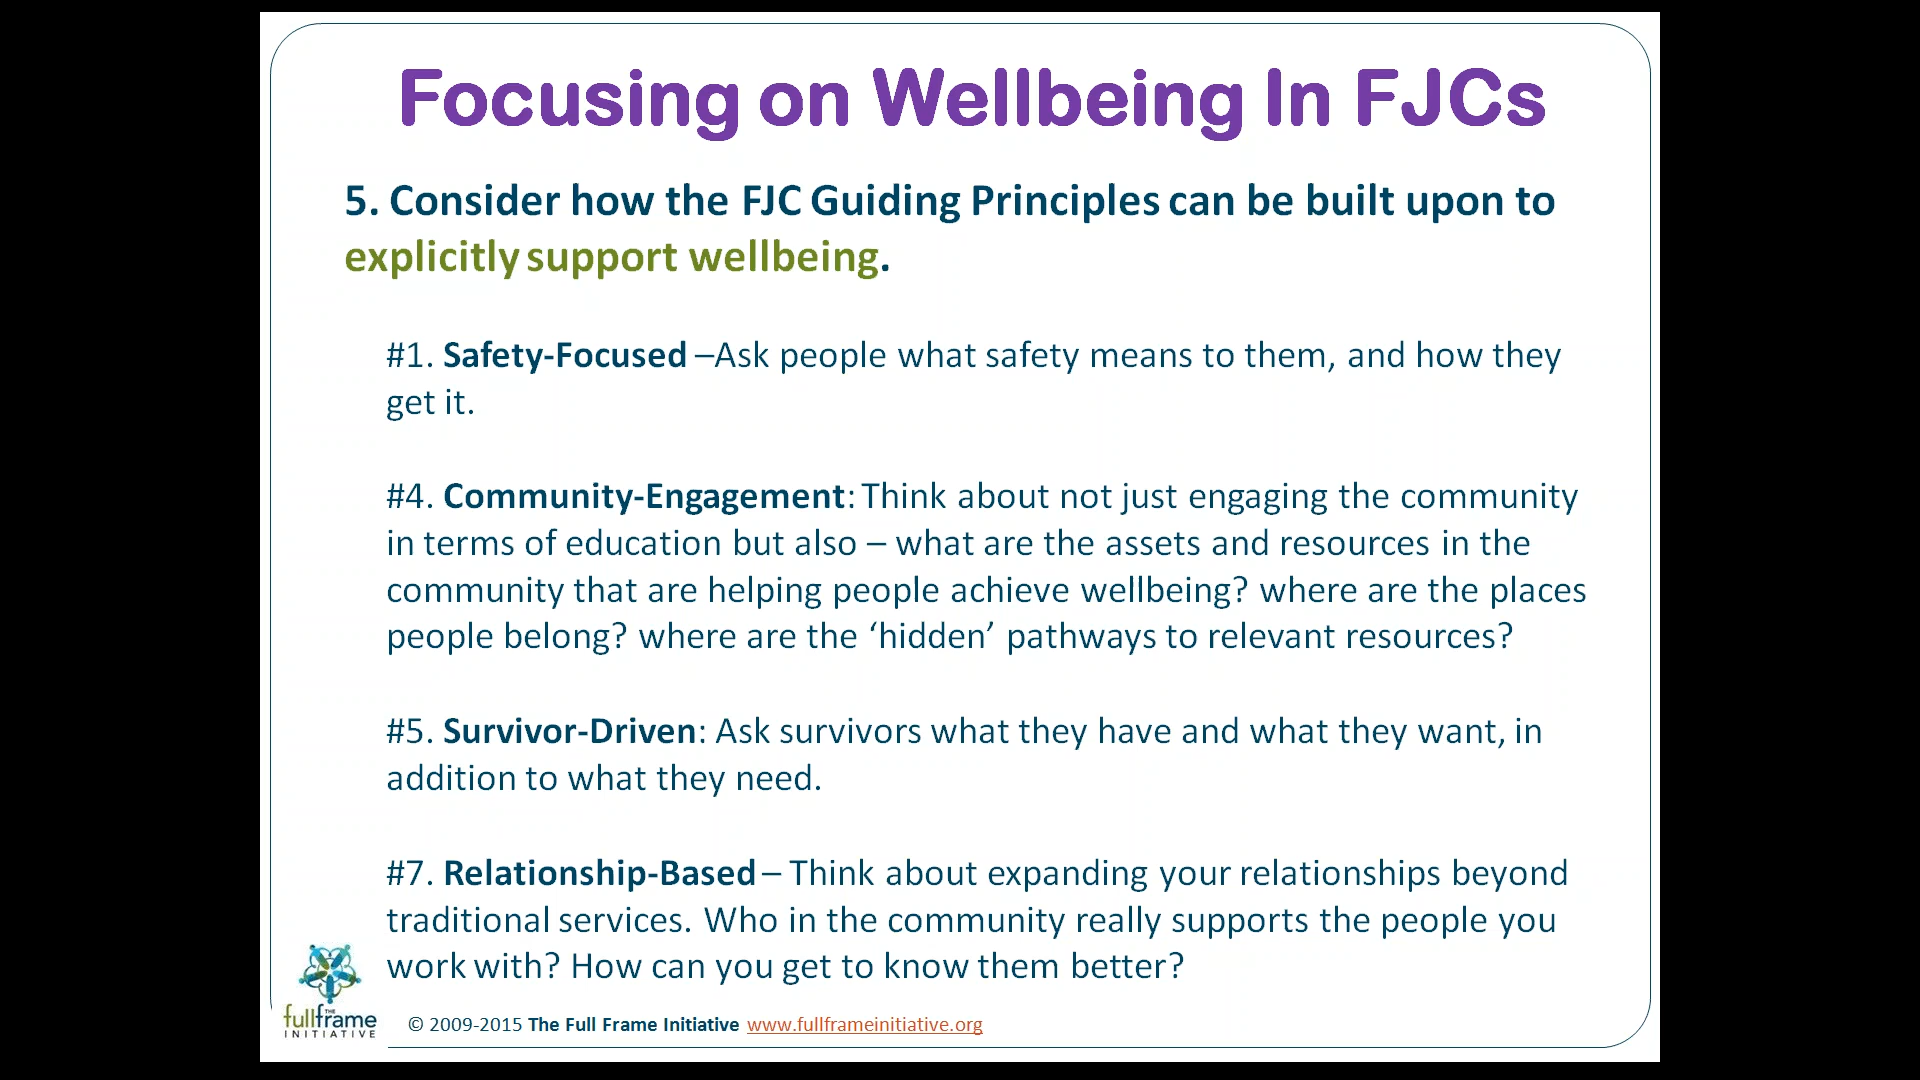 Focusing on Wellbeing In FJCs
5. Consider how the FJC Guiding Principles can be built upon to
explicitly support wellbeing.
#1. Safety-Focused –Ask people what safety means to them, and how they
get it.
#4. Community-Engagement: Think about not just engaging the community
in terms of education but also – what are the assets and resources in the
community that are helping people achieve wellbeing? where are the places
people belong? where are the ‘hidden’ pathways to relevant resources?
#5. Survivor-Driven: Ask survivors what they have and what they want, in
addition to what they need.
#7. Relationship-Based – Think about expanding your relationships beyond
traditional services. Who in the community really supports the people you
work with? How can you get to know them better?
THE
fullframe
INITIATIVE
© 2009-2015 The Full Frame Initiative www.fullframeinitiative.org